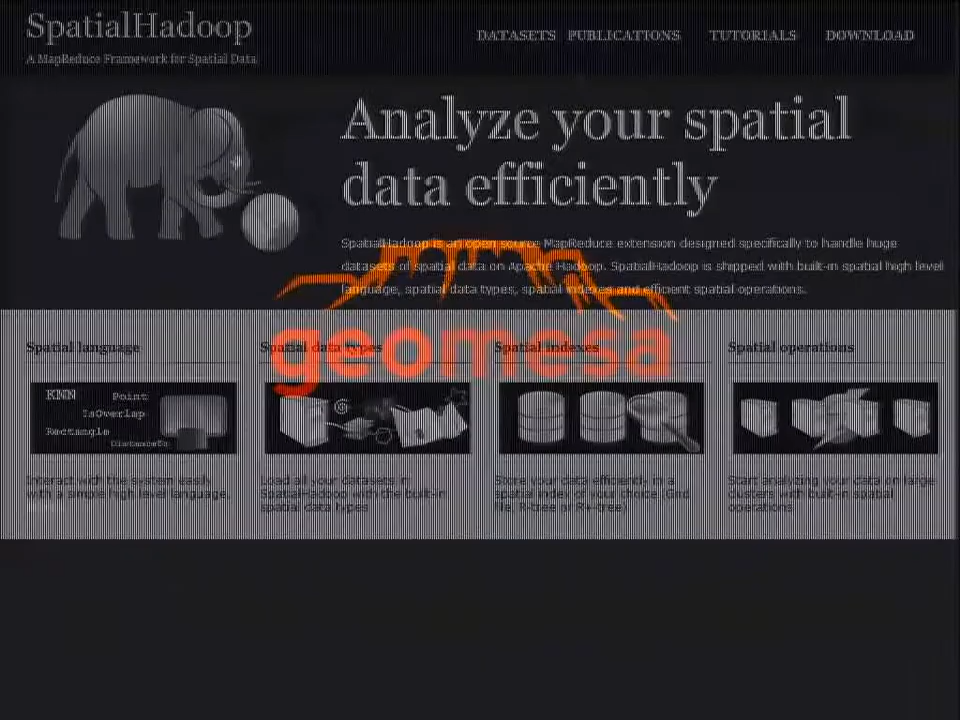 SpatialHadoop
A MapReduce Framework for Spatial Data
DATASETS PUBLICATIONS TUTORIALS DOWNLOAD
Analyze your spatial
data efficiently
SpatialHadoop is an open source MapReduce extension designed specifically to handle huge
datasets of spatial data on Apache Hadoop. SpatialHadoop is shipped with built-in spatial high level
language, spatial data types, spatial indexes and efficient spatial operations.
geomesa
Spatial language
KNN
Point
IsOverlap
Rectangle
DistanceTo
Interact with the system easily
with a simple high level language.
Spatial data types
Load all your datasets in
SpatialHadoop with the built-in
spatial data types
Spatial indexes
Store your data efficiently in a
spatial index of your choice (Grid
file, R-tree or R+-tree)
Spatial operations
Start analyzing your data on large
clusters with built-in spatial
operations